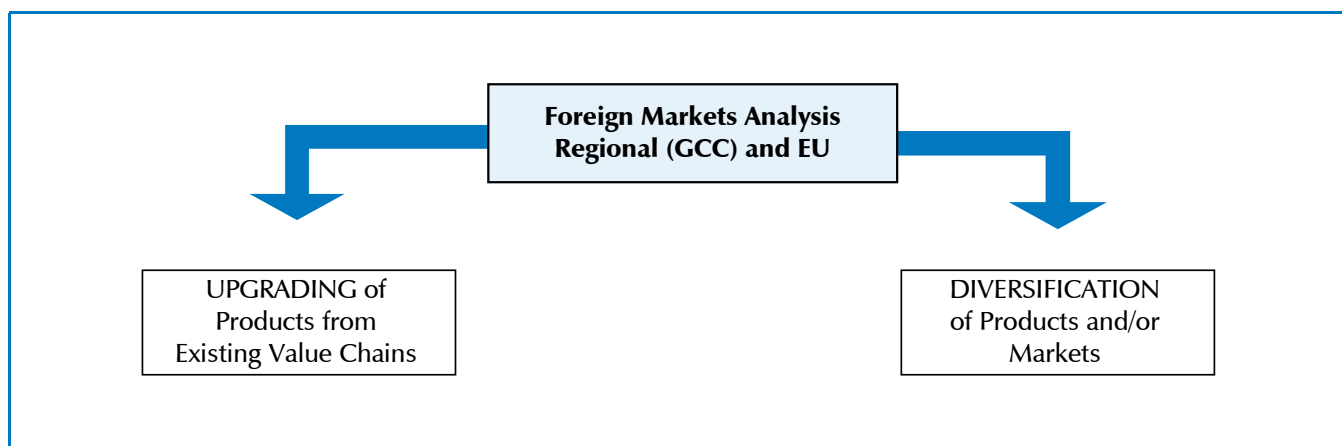 Foreign Markets Analysis
Regional (GCC) and EU
UPGRADING of
Products from
Existing Value Chains
DIVERSIFICATION
of Products and/or
Markets